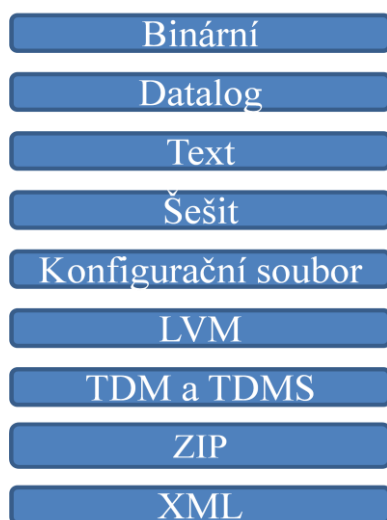 Binární
Datalog
Text
Šešit
Konfigurační soubor
LVM
TDM a TDMS
ZIP
XML